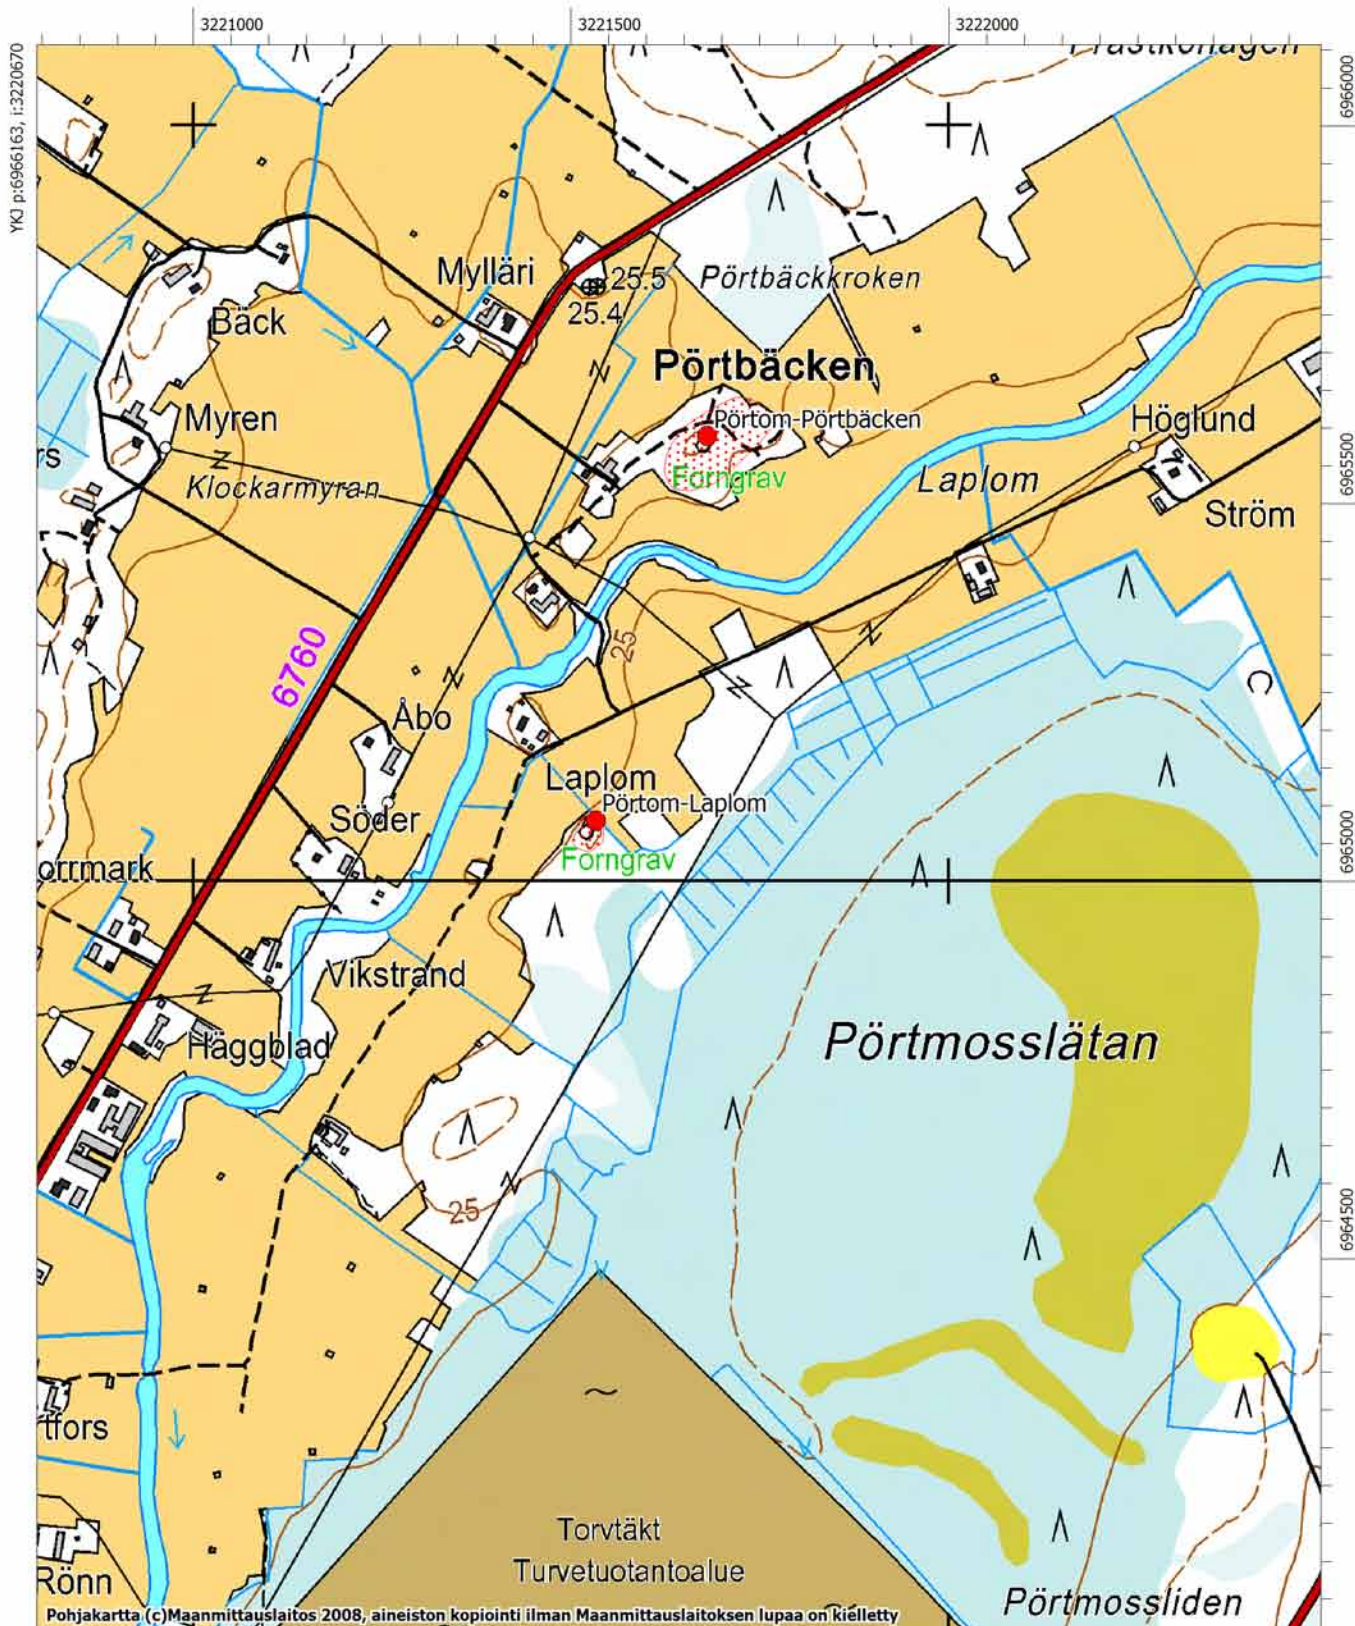 3221000
3221500
3222000
YKJ p:6966163, i:3220670
6966000
Mylläri
25.5
25.4
Pörtbäckkroken
Bäck
Pörtbäcken
Myren
Pörtom-Pörtbäcken
Höglund
rs
Klockarmyran
Forngrav
Laplom
6965500
Ström
6760
25
Åbo
Laplom
Pörtom-Laplom
Söder
6965000
orrmark
Forngrav
Vikstrand
Pörtmosslätan
Häggblad
25
6964500
tfors
Torvtäkt
Turvetuotantoalue
Rönn
Pörtmossliden
Pohjakartta (c)Maanmittauslaitos 2008, aineiston kopiointi ilman Maanmittauslaitoksen lupaa on kielletty